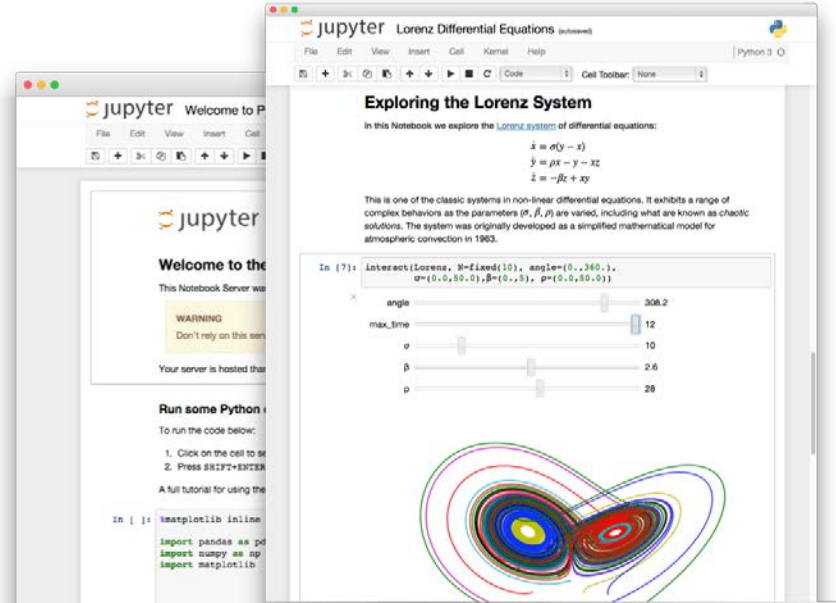 jupyter Lorenz Differential Equations (autosaved)
File Edit View Insert Cell Kernel Help Python 3
Code Cell Toolbar: None
Exploring the Lorenz System
In this Notebook we explore the Lorenz system of differential equations:
ẋ = σ(y − x)
ẏ = ρx − y − xz
ż = −βz + xy
This is one of the classic systems in non-linear differential equations. It exhibits a range of
complex behaviors as the parameters (σ, β, ρ) are varied, including what are known as chaotic
solutions. The system was originally developed as a simplified mathematical model for
atmospheric convection in 1963.
In [7]: interact(Lorenz, N=fixed(10), angle=(0.,360.),
σ=(0.0,50.0),β=(0.,5), ρ=(0.0,50.0))
angle 308.2
max_time 12
σ 10
β 2.6
ρ 28
jupyter Welcome to P
File Edit View Insert Cell
jupyter
Welcome to the
This Notebook Server was
WARNING
Don't rely on this serv
Your server is hosted than
Run some Python
To run the code below:
1. Click on the cell to se
2. Press SHIFT+ENTER
A full tutorial for using the
In [ ]: %matplotlib inline
import pandas as pd
import numpy as np
import matplotlib